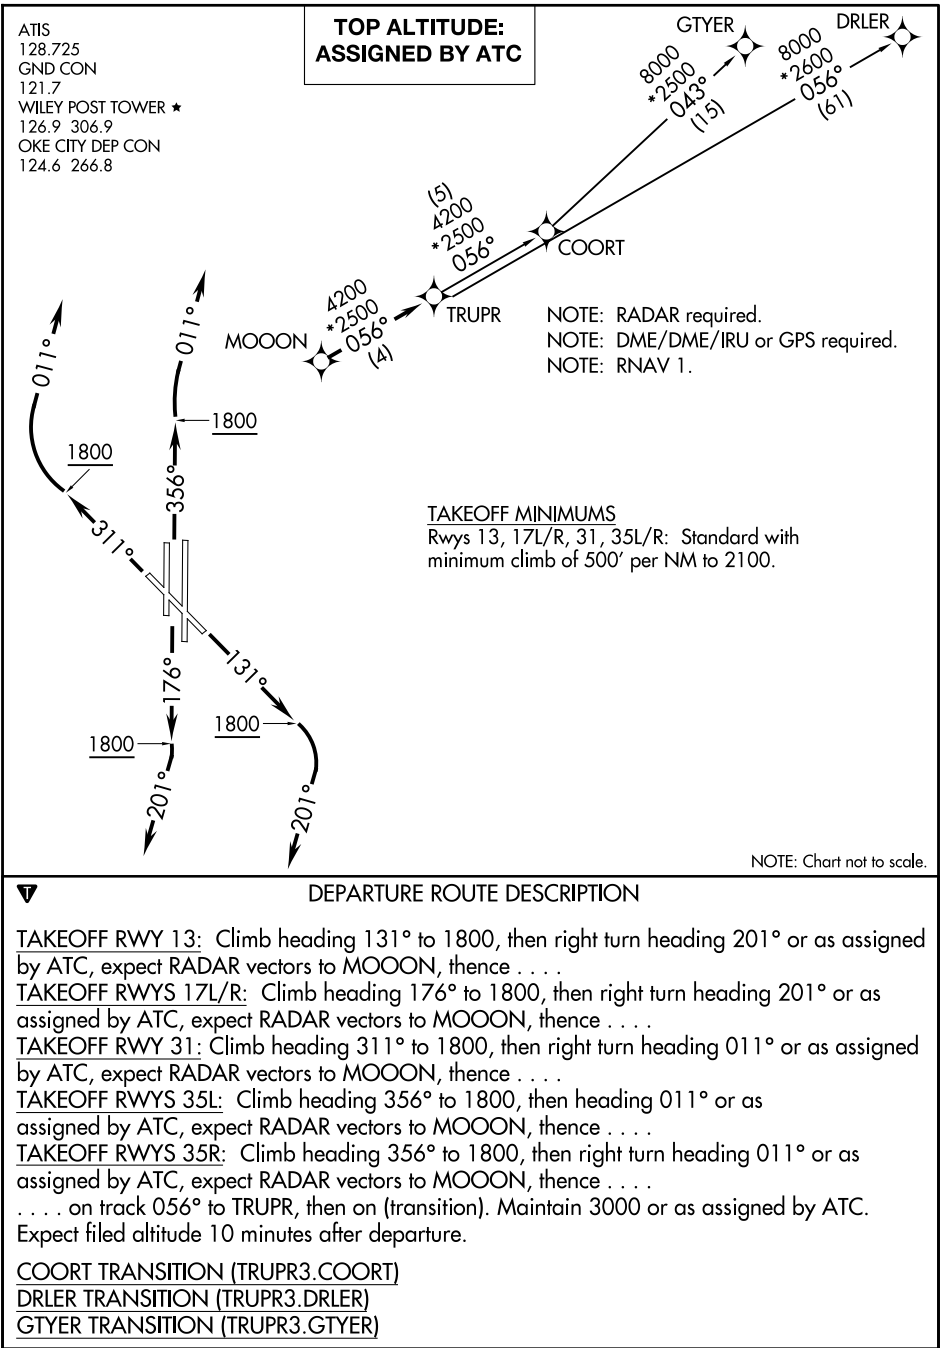 ATIS
128.725
GND CON
121.7
WILEY POST TOWER ★
126.9 306.9
OKE CITY DEP CON
124.6 266.8
TOP ALTITUDE:
ASSIGNED BY ATC
GTYER
DRLER
8000
*2500
043°
(15)
8000
*2600
056°
(61)
(5)
4200
*2500
056°
COORT
4200
*2500
056°
(4)
TRUPR
MOOON
NOTE: RADAR required.
NOTE: DME/DME/IRU or GPS required.
NOTE: RNAV 1.
011°
011°
1800
1800
356°
311°
TAKEOFF MINIMUMS
Rwys 13, 17L/R, 31, 35L/R: Standard with
minimum climb of 500' per NM to 2100.
176°
131°
1800
1800
201°
201°
NOTE: Chart not to scale.
T
DEPARTURE ROUTE DESCRIPTION
TAKEOFF RWY 13: Climb heading 131° to 1800, then right turn heading 201° or as assigned
by ATC, expect RADAR vectors to MOOON, thence . . . .
TAKEOFF RWYS 17L/R: Climb heading 176° to 1800, then right turn heading 201° or as
assigned by ATC, expect RADAR vectors to MOOON, thence . . . .
TAKEOFF RWY 31: Climb heading 311° to 1800, then right turn heading 011° or as assigned
by ATC, expect RADAR vectors to MOOON, thence . . . .
TAKEOFF RWYS 35L: Climb heading 356° to 1800, then heading 011° or as
assigned by ATC, expect RADAR vectors to MOOON, thence . . . .
TAKEOFF RWYS 35R: Climb heading 356° to 1800, then right turn heading 011° or as
assigned by ATC, expect RADAR vectors to MOOON, thence . . . .
. . . . on track 056° to TRUPR, then on (transition). Maintain 3000 or as assigned by ATC.
Expect filed altitude 10 minutes after departure.
COORT TRANSITION (TRUPR3.COORT)
DRLER TRANSITION (TRUPR3.DRLER)
GTYER TRANSITION (TRUPR3.GTYER)